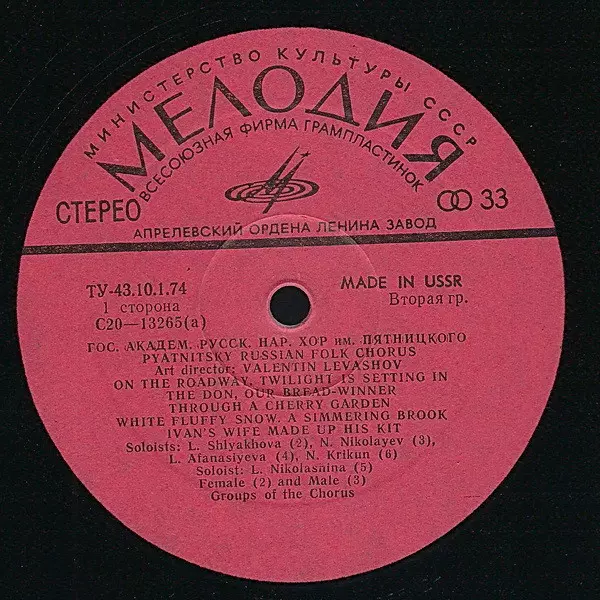 МИНИСТЕРСТВО КУЛЬТУРЫ СССР
МЕЛОДИЯ
ВСЕСОЮЗНАЯ ФИРМА ГРАМПЛАСТИНОК
СТЕРЕО
33
АПРЕЛЕВСКИЙ ОРДЕНА ЛЕНИНА ЗАВОД
ТУ-43.10.1.74
MADE IN USSR
1 сторона
Вторая гр.
С20—13265(а)
ГОС. АКАДЕМ. РУССК. НАР. ХОР им. ПЯТНИЦКОГО
PYATNITSKY RUSSIAN FOLK CHORUS
Art director: VALENTIN LEVASHOV
ON THE ROADWAY, TWILIGHT IS SETTING IN
THE DON, OUR BREAD-WINNER
THROUGH A CHERRY GARDEN
WHITE FLUFFY SNOW, A SIMMERING BROOK
IVAN'S WIFE MADE UP HIS KIT
Soloists: L. Shlyakhova (2), N. Nikolayev (3),
L. Afanasiyeva (4), N. Krikun (6)
Soloist: L. Nikolashina (5)
Female (2) and Male (3)
Groups of the Chorus